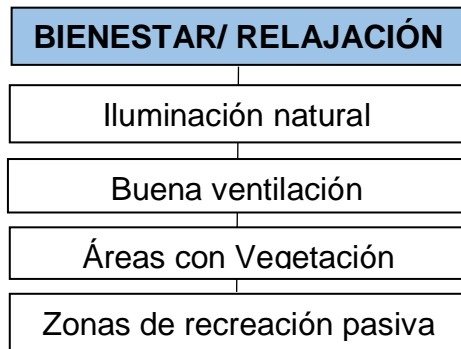 BIENESTAR/ RELAJACIÓN
Iluminación natural
Buena ventilación
Áreas con Vegetación
Zonas de recreación pasiva